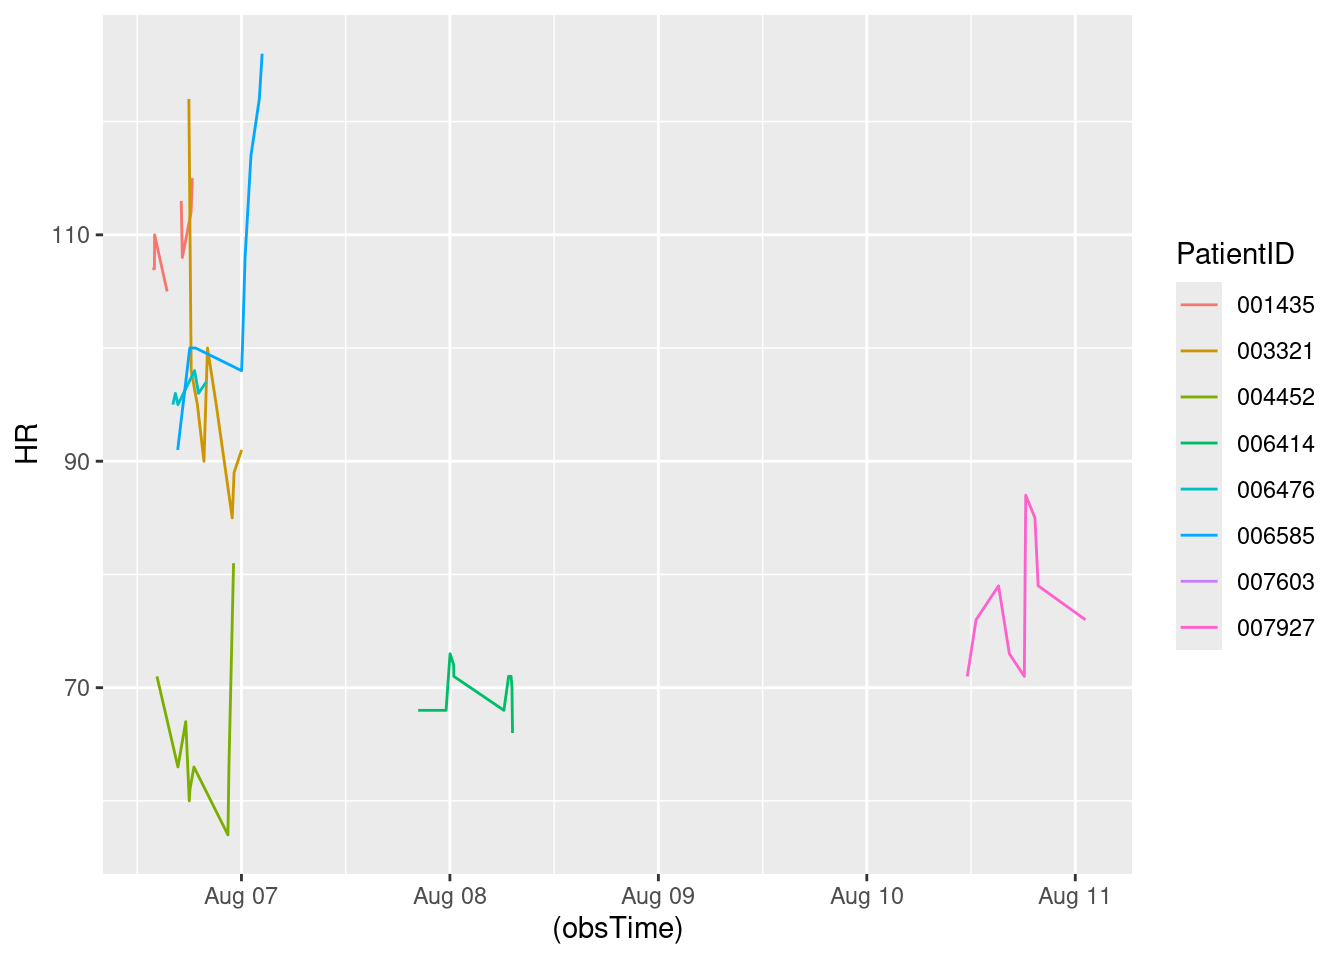 110
90
70
HR
Aug 07
Aug 08
Aug 09
Aug 10
Aug 11
(obsTime)
PatientID
001435
003321
004452
006414
006476
006585
007603
007927